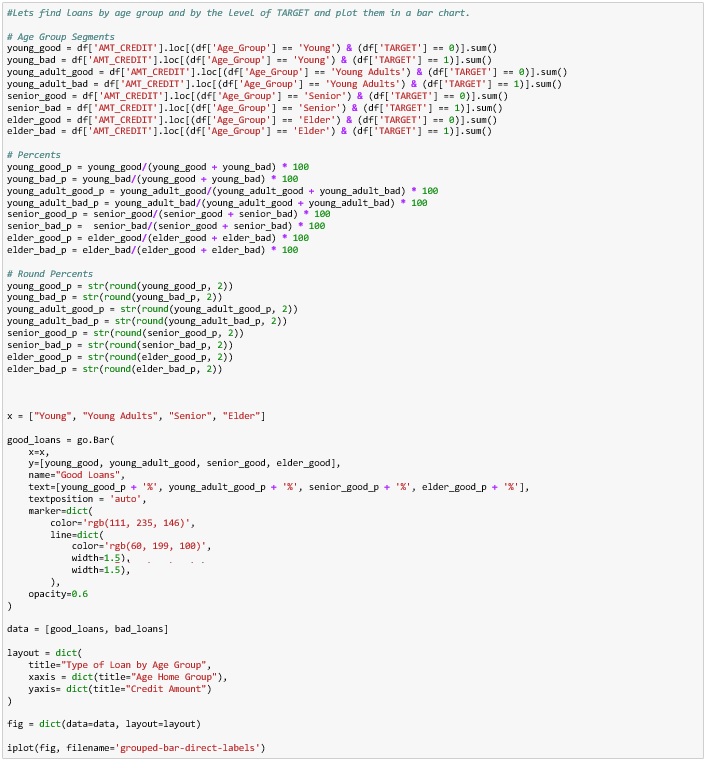 #Lets find Loans by age group and by the Level of TARGET and plot them in a bar chart.

# Age Group Segments
young_good = df['AMT_CREDIT'].loc[(df['Age_Group'] == 'Young') & (df['TARGET'] == 0)].sum()
young_bad = df['AMT_CREDIT'].loc[(df['Age_Group'] == 'Young') & (df['TARGET'] == 1)].sum()
young_adult_good = df['AMT_CREDIT'].loc[(df['Age_Group'] == 'Young Adults') & (df['TARGET'] == 0)].sum()
young_adult_bad = df['AMT_CREDIT'].loc[(df['Age_Group'] == 'Young Adults') & (df['TARGET'] == 1)].sum()
senior_good = df['AMT_CREDIT'].loc[(df['Age_Group'] == 'Senior') & (df['TARGET'] == 0)].sum()
senior_bad = df['AMT_CREDIT'].loc[(df['Age_Group'] == 'Senior') & (df['TARGET'] == 1)].sum()
elder_good = df['AMT_CREDIT'].loc[(df['Age_Group'] == 'Elder') & (df['TARGET'] == 0)].sum()
elder_bad = df['AMT_CREDIT'].loc[(df['Age_Group'] == 'Elder') & (df['TARGET'] == 1)].sum()

# Percents
young_good_p = young_good/(young_good + young_bad) * 100
young_bad_p = young_bad/(young_good + young_bad) * 100
young_adult_good_p = young_adult_good/(young_adult_good + young_adult_bad) * 100
young_adult_bad_p = young_adult_bad/(young_adult_good + young_adult_bad) * 100
senior_good_p = senior_good/(senior_good + senior_bad) * 100
senior_bad_p =  senior_bad/(senior_good + senior_bad) * 100
elder_good_p = elder_good/(elder_good + elder_bad) * 100
elder_bad_p = elder_bad/(elder_good + elder_bad) * 100

# Round Percents
young_good_p = str(round(young_good_p, 2))
young_bad_p = str(round(young_bad_p, 2))
young_adult_good_p = str(round(young_adult_good_p, 2))
young_adult_bad_p = str(round(young_adult_bad_p, 2))
senior_good_p = str(round(senior_good_p, 2))
senior_bad_p = str(round(senior_bad_p, 2))
elder_good_p = str(round(elder_good_p, 2))
elder_bad_p = str(round(elder_bad_p, 2))

x = ["Young", "Young Adults", "Senior", "Elder"]

good_loans = go.Bar(
    x=x,
    y=[young_good, young_adult_good, senior_good, elder_good],
    name="Good Loans",
    text=[young_good_p + '%', young_adult_good_p + '%', senior_good_p + '%', elder_good_p + '%'],
    textposition = 'auto',
    marker=dict(
        color='rgb(111, 235, 146)',
        line=dict(
            color='rgb(60, 199, 100)',
            width=1.5),
            width=1.5),
        ),
    opacity=0.6
)

data = [good_loans, bad_loans]

layout = dict(
    title="Type of Loan by Age Group",
    xaxis = dict(title="Age Home Group"),
    yaxis= dict(title="Credit Amount")
)

fig = dict(data=data, layout=layout)

iplot(fig, filename='grouped-bar-direct-labels')